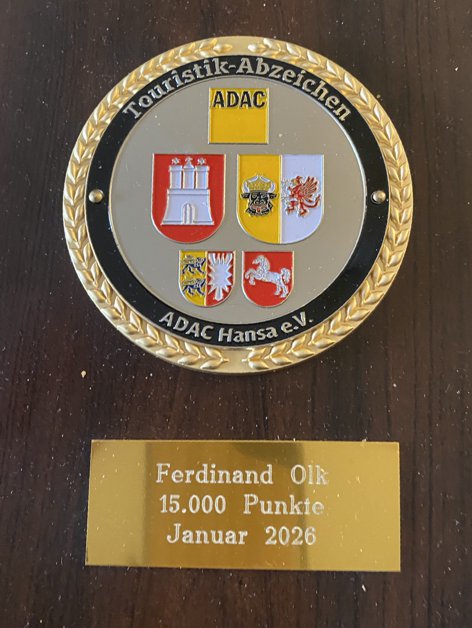 Touristik-Abzeichen
ADAC
ADAC Hansa e.V.
Ferdinand Olk
15.000 Punkte
Januar 2026